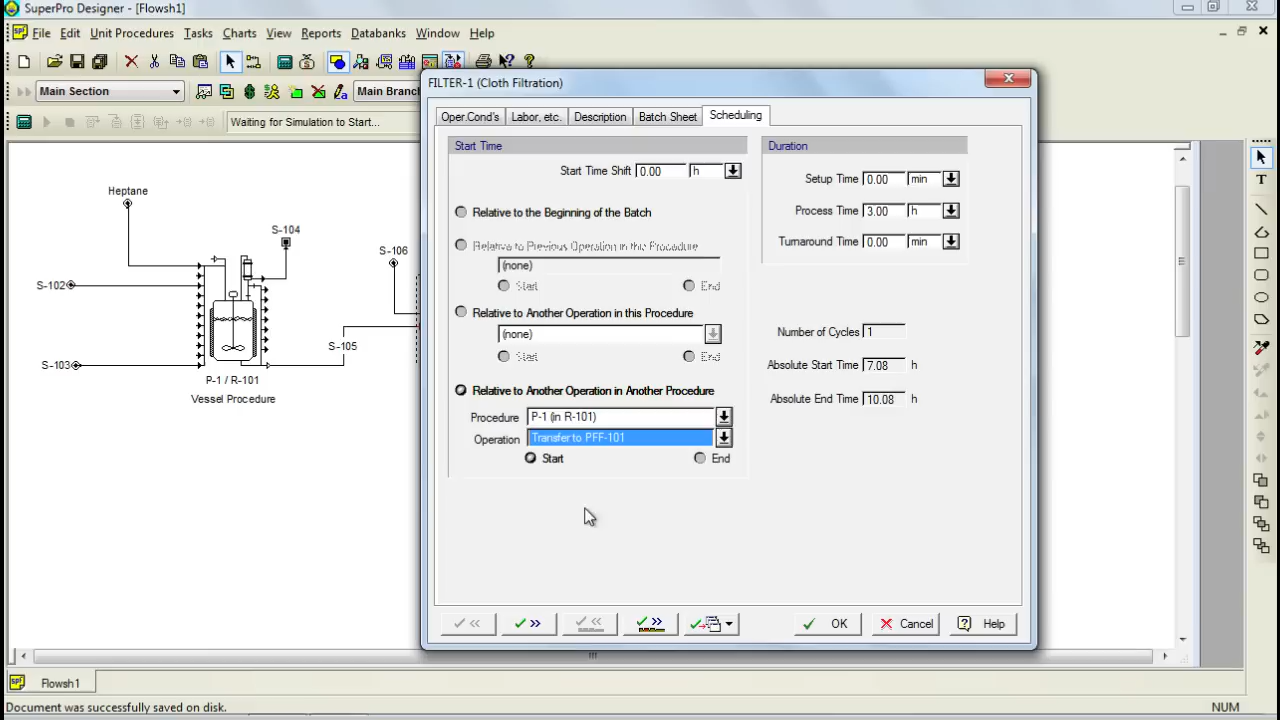 SuperPro Designer - [Flowsh1]
File Edit Unit Procedures Tasks Charts View Reports Databanks Window Help
Main Section
Main Branch
Waiting for Simulation to Start...
Heptane
S-104
S-106
S-102
S-105
S-103
P-1 / R-101
Vessel Procedure
FILTER-1 (Cloth Filtration)
Oper.Cond's Labor, etc. Description Batch Sheet Scheduling
Start Time
Start Time Shift 0.00 h
Relative to the Beginning of the Batch
Relative to Previous Operation in this Procedure
(none)
Start End
Relative to Another Operation in this Procedure
(none)
Start End
Relative to Another Operation in Another Procedure
Procedure P-1 (in R-101)
Operation Transfer to PFF-101
Start End
Duration
Setup Time 0.00 min
Process Time 3.00 h
Turnaround Time 0.00 min
Number of Cycles 1
Absolute Start Time 7.08 h
Absolute End Time 10.08 h
OK Cancel Help
Flowsh1
Document was successfully saved on disk. NUM